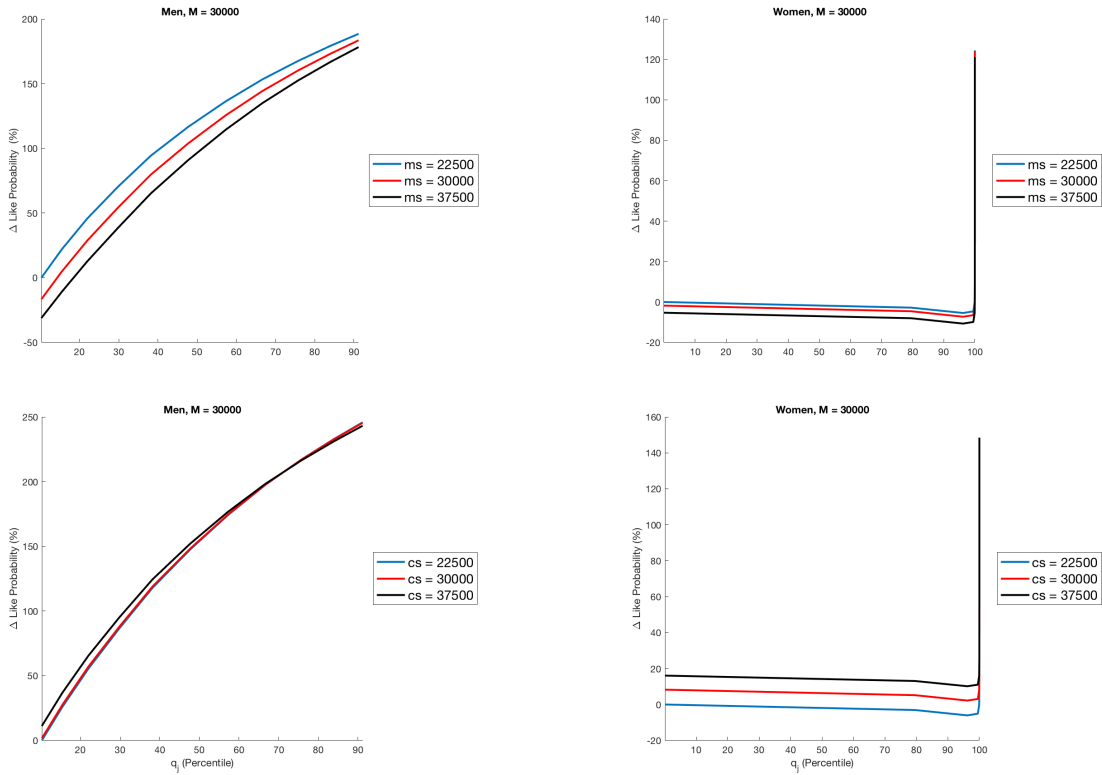 Men, M = 30000
200
150
100
50
0
-50
Δ Like Probability (%)
20 30 40 50 60 70 80 90
ms = 22500
ms = 30000
ms = 37500
Women, M = 30000
140
120
100
80
60
40
20
0
-20
Δ Like Probability (%)
10 20 30 40 50 60 70 80 90 100
ms = 22500
ms = 30000
ms = 37500
Men, M = 30000
250
200
150
100
50
0
Δ Like Probability (%)
20 30 40 50 60 70 80 90
q_j (Percentile)
cs = 22500
cs = 30000
cs = 37500
Women, M = 30000
160
140
120
100
80
60
40
20
0
-20
Δ Like Probability (%)
10 20 30 40 50 60 70 80 90 100
q_j (Percentile)
cs = 22500
cs = 30000
cs = 37500